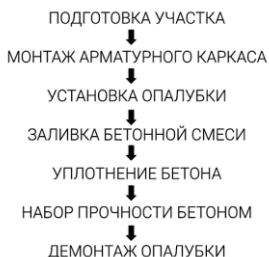 ПОДГОТОВКА УЧАСТКА
МОНТАЖ АРМАТУРНОГО КАРКАСА
УСТАНОВКА ОПАЛУБКИ
ЗАЛИВКА БЕТОННОЙ СМЕСИ
УПЛОТНЕНИЕ БЕТОНА
НАБОР ПРОЧНОСТИ БЕТОНОМ
ДЕМОНТАЖ ОПАЛУБКИ